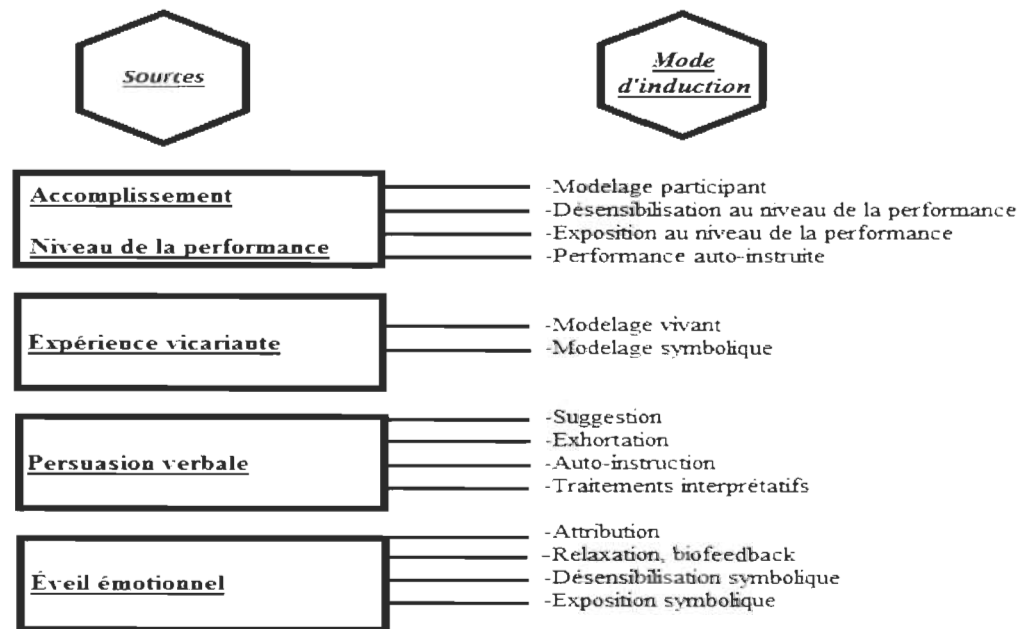 Sources
Mode
d'induction
Accomplissement
Niveau de la performance
-Modelage participant
-Désensibilisation au niveau de la performance
-Exposition au niveau de la performance
-Performance auto-instruite
Expérience vicariante
-Modelage vivant
-Modelage symbolique
Persuasion verbale
-Suggestion
-Exhortation
-Auto-instruction
-Traitements interprétatifs
Éveil émotionnel
-Attribution
-Relaxation, biofeedback
-Désensibilisation symbolique
-Exposition symbolique